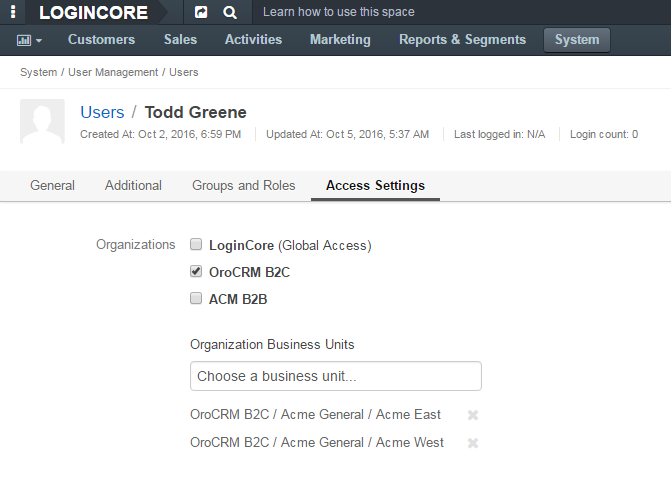 LOGINCORE Learn how to use this space
Customers Sales Activities Marketing Reports & Segments System
System / User Management / Users
Users / Todd Greene
Created At: Oct 2, 2016, 6:59 PM Updated At: Oct 5, 2016, 5:37 AM Last logged in: N/A Login count: 0
General Additional Groups and Roles Access Settings
Organizations LoginCore (Global Access)
OroCRM B2C
ACM B2B
Organization Business Units
Choose a business unit...
OroCRM B2C / Acme General / Acme East
OroCRM B2C / Acme General / Acme West